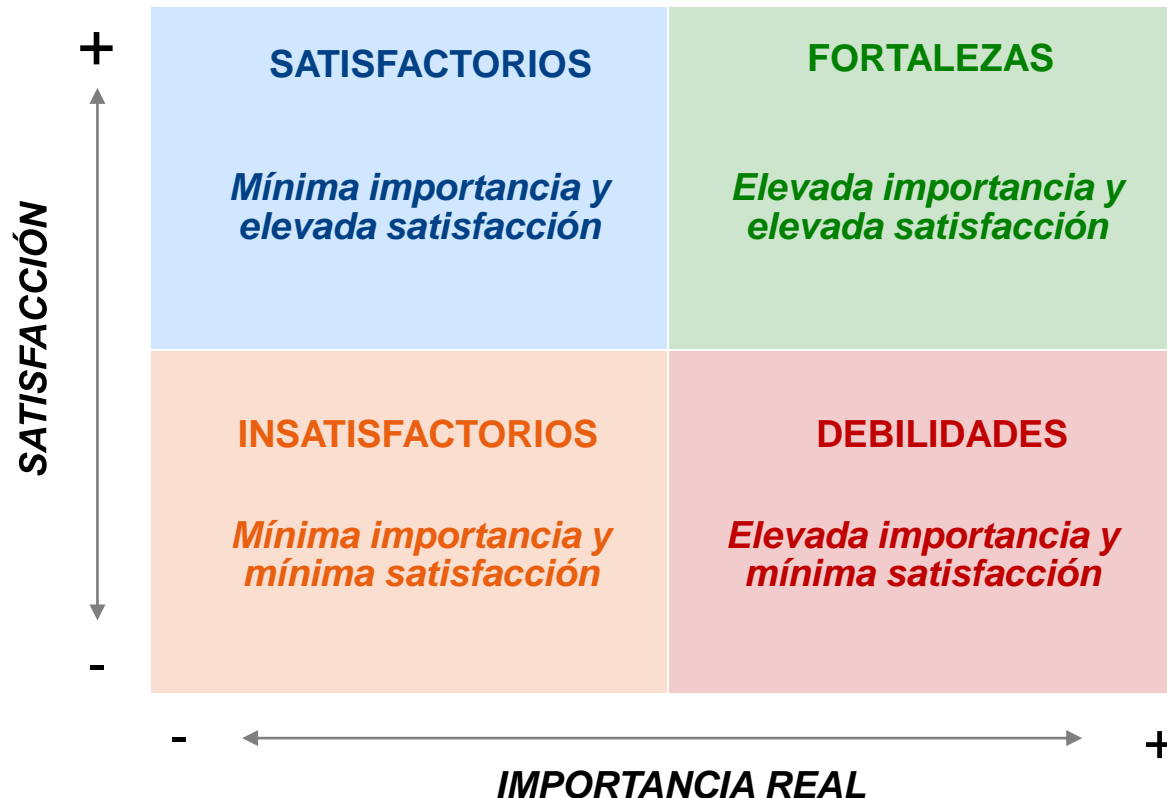 +
SATISFACTORIOS
Mínima importancia y
elevada satisfacción
FORTALEZAS
Elevada importancia y
elevada satisfacción
SATISFACCIÓN
INSATISFACTORIOS
Mínima importancia y
mínima satisfacción
DEBILIDADES
Elevada importancia y
mínima satisfacción
-
-
+
IMPORTANCIA REAL